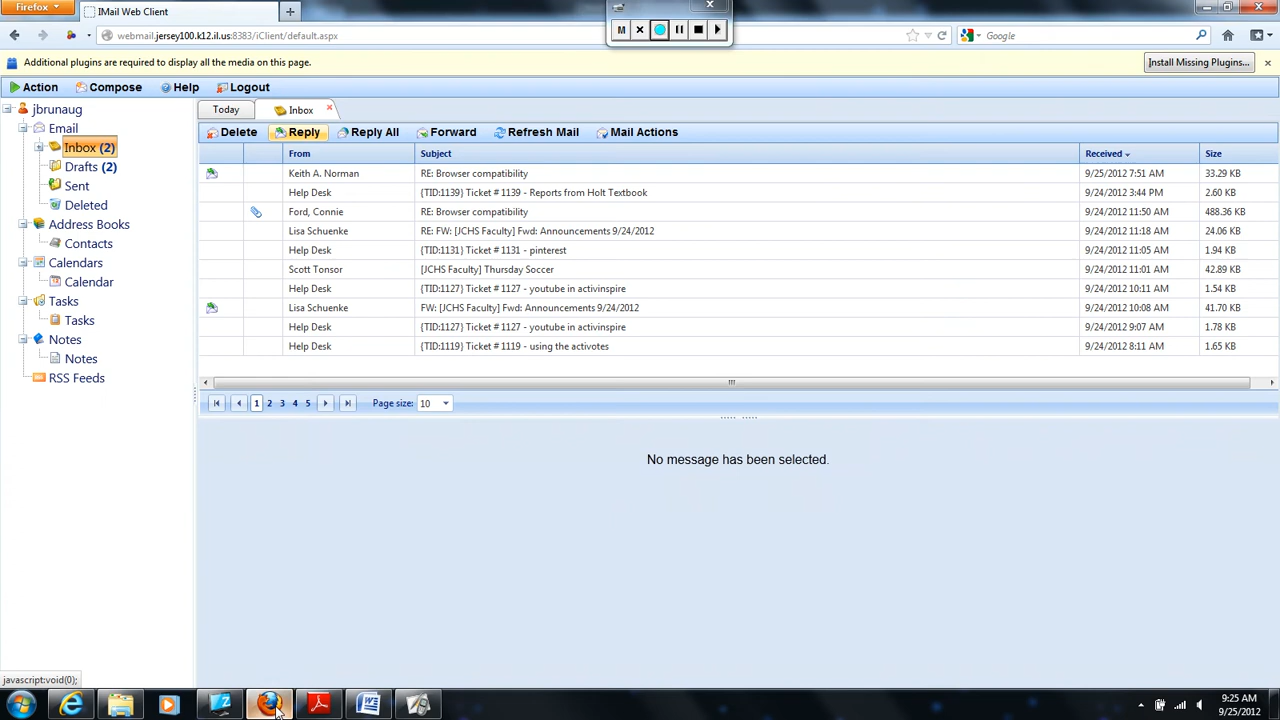 Firefox
IMail Web Client
webmail.jersey100.k12.il.us:8383/iClient/default.aspx
Google
Additional plugins are required to display all the media on this page.
Install Missing Plugins...
Action Compose Help Logout
jbrunaug
Email
Inbox (2)
Drafts (2)
Sent
Deleted
Address Books
Contacts
Calendars
Calendar
Tasks
Tasks
Notes
Notes
RSS Feeds
Today Inbox
Delete Reply Reply All Forward Refresh Mail Mail Actions
From Subject Received Size
Keith A. Norman RE: Browser compatibility 9/25/2012 7:51 AM 33.29 KB
Help Desk {TID:1139} Ticket # 1139 - Reports from Holt Textbook 9/24/2012 3:44 PM 2.60 KB
Ford, Connie RE: Browser compatibility 9/24/2012 11:50 AM 488.36 KB
Lisa Schuenke RE: FW: [JCHS Faculty] Fwd: Announcements 9/24/2012 9/24/2012 11:18 AM 24.06 KB
Help Desk {TID:1131} Ticket # 1131 - pinterest 9/24/2012 11:05 AM 1.94 KB
Scott Tonsor [JCHS Faculty] Thursday Soccer 9/24/2012 11:01 AM 42.89 KB
Help Desk {TID:1127} Ticket # 1127 - youtube in activinspire 9/24/2012 10:11 AM 1.54 KB
Lisa Schuenke FW: [JCHS Faculty] Fwd: Announcements 9/24/2012 9/24/2012 10:08 AM 41.70 KB
Help Desk {TID:1127} Ticket # 1127 - youtube in activinspire 9/24/2012 9:07 AM 1.78 KB
Help Desk {TID:1119} Ticket # 1119 - using the activotes 9/24/2012 8:11 AM 1.65 KB
1 2 3 4 5 Page size: 10
No message has been selected.
javascript:void(0);
9:25 AM
9/25/2012
M